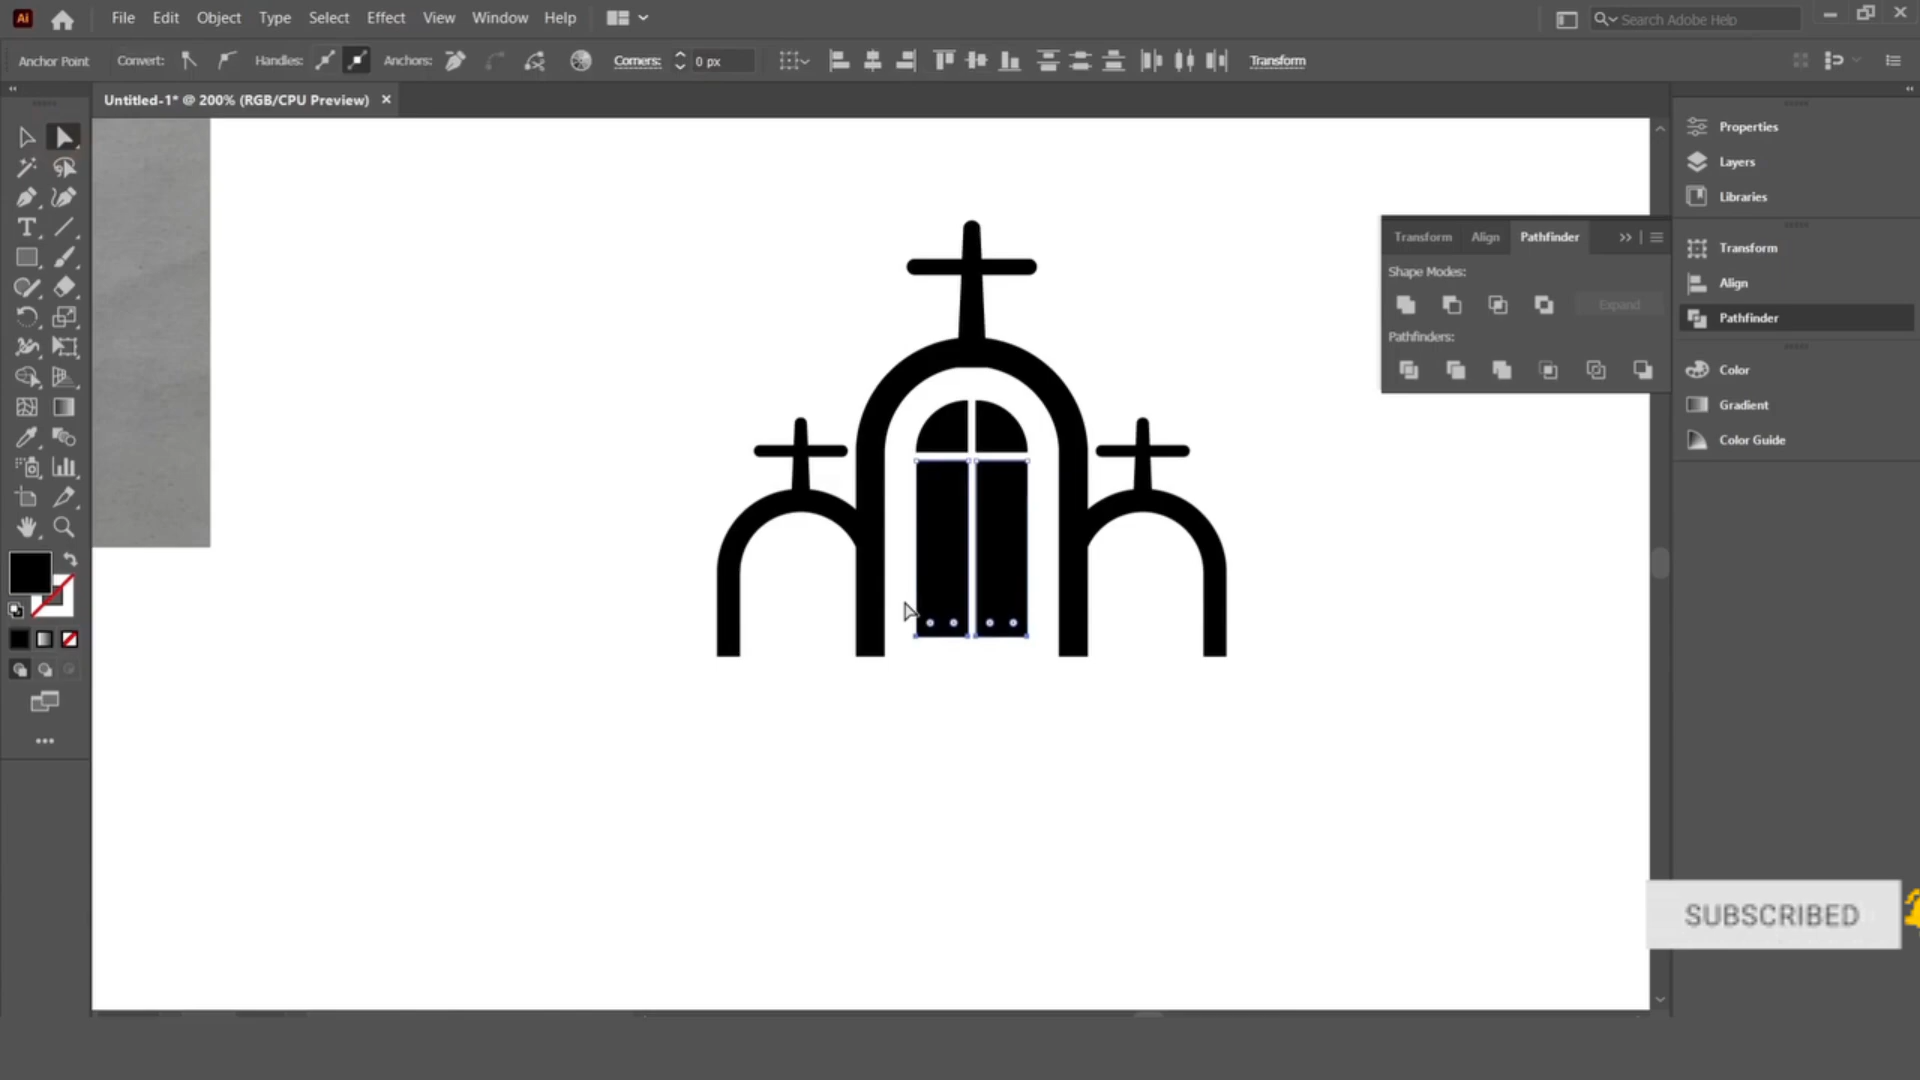 Ai File Edit Object Type Select Effect View Window Help Search Adobe Help
Anchor Point Convert: Handles: Anchors: Corners: 0 px Transform
Untitled-1* @ 200% (RGB/CPU Preview) ×
Properties
Layers
Libraries
Transform Align Pathfinder
Shape Modes:
Expand
Pathfinders:
Transform
Align
Pathfinder
Color
Gradient
Color Guide
SUBSCRIBED